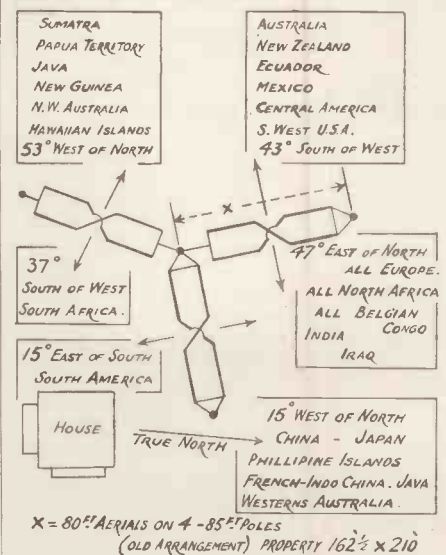 SUMATRA
PAPUA TERRITORY
JAVA
NEW GUINEA
N.W. AUSTRALIA
HAWAIIAN ISLANDS
53° WEST OF NORTH
AUSTRALIA
NEW ZEALAND
ECUADOR
MEXICO
CENTRAL AMERICA
S. WEST U.S.A.
43° SOUTH OF WEST
X
37°
SOUTH OF WEST
SOUTH AFRICA.
47° EAST OF NORTH
ALL EUROPE.
ALL NORTH AFRICA
ALL BELGIAN
CONGO
INDIA
IRAQ
15° EAST OF SOUTH
SOUTH AMERICA
HOUSE
TRUE NORTH
15° WEST OF NORTH
CHINA - JAPAN
PHILLIPINE ISLANDS
FRENCH-INDO CHINA. JAVA
WESTERNS AUSTRALIA.
X = 80 FT AERIALS ON 4 - 85 FT POLES
(OLD ARRANGEMENT) PROPERTY 162½' X 210'